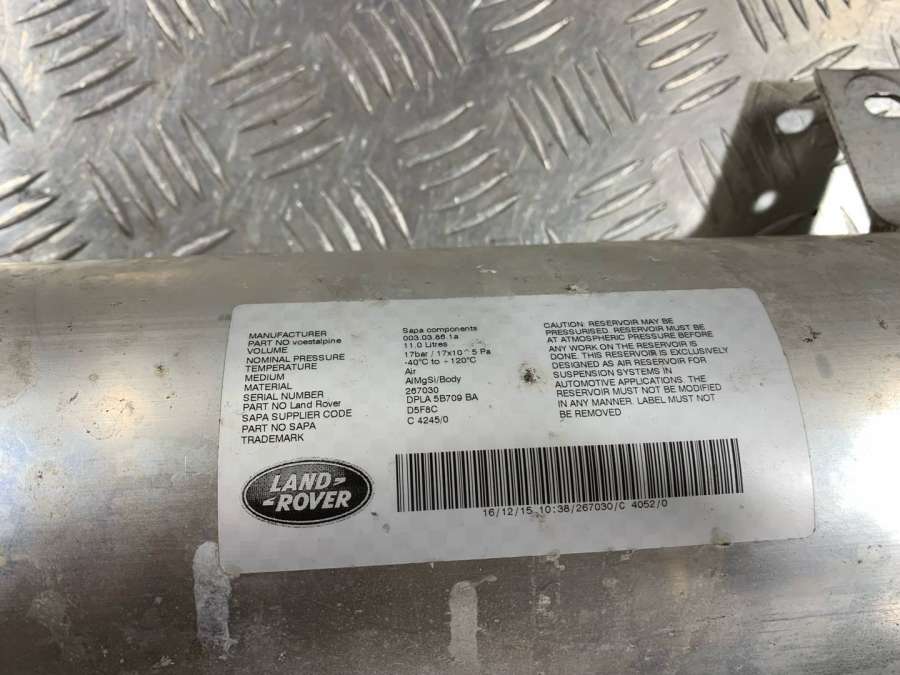 MANUFACTURER Sapa components
PART NO voestalpine 003.03.86.1a
VOLUME 11.0 Litres
NOMINAL PRESSURE 17bar / 17x10^5 Pa
TEMPERATURE -40°C to +120°C
MEDIUM Air
MATERIAL AlMgSi/Body
SERIAL NUMBER 267030
PART NO Land Rover DPLA 5B709 BA
SAPA SUPPLIER CODE D5F8C
PART NO SAPA C 4245/0
TRADEMARK
CAUTION: RESERVOIR MAY BE
PRESSURISED. RESERVOIR MUST BE
AT ATMOSPHERIC PRESSURE BEFORE
ANY WORK ON THE RESERVOIR IS
DONE. THIS RESERVOIR IS EXCLUSIVELY
DESIGNED AS AIR RESERVOIR FOR
SUSPENSION SYSTEMS IN
AUTOMOTIVE APPLICATIONS. THE
RESERVOIR MUST NOT BE MODIFIED
IN ANY MANNER. LABEL MUST NOT
BE REMOVED
LAND-
-ROVER
16/12/15 10:38/267030/C 4052/0